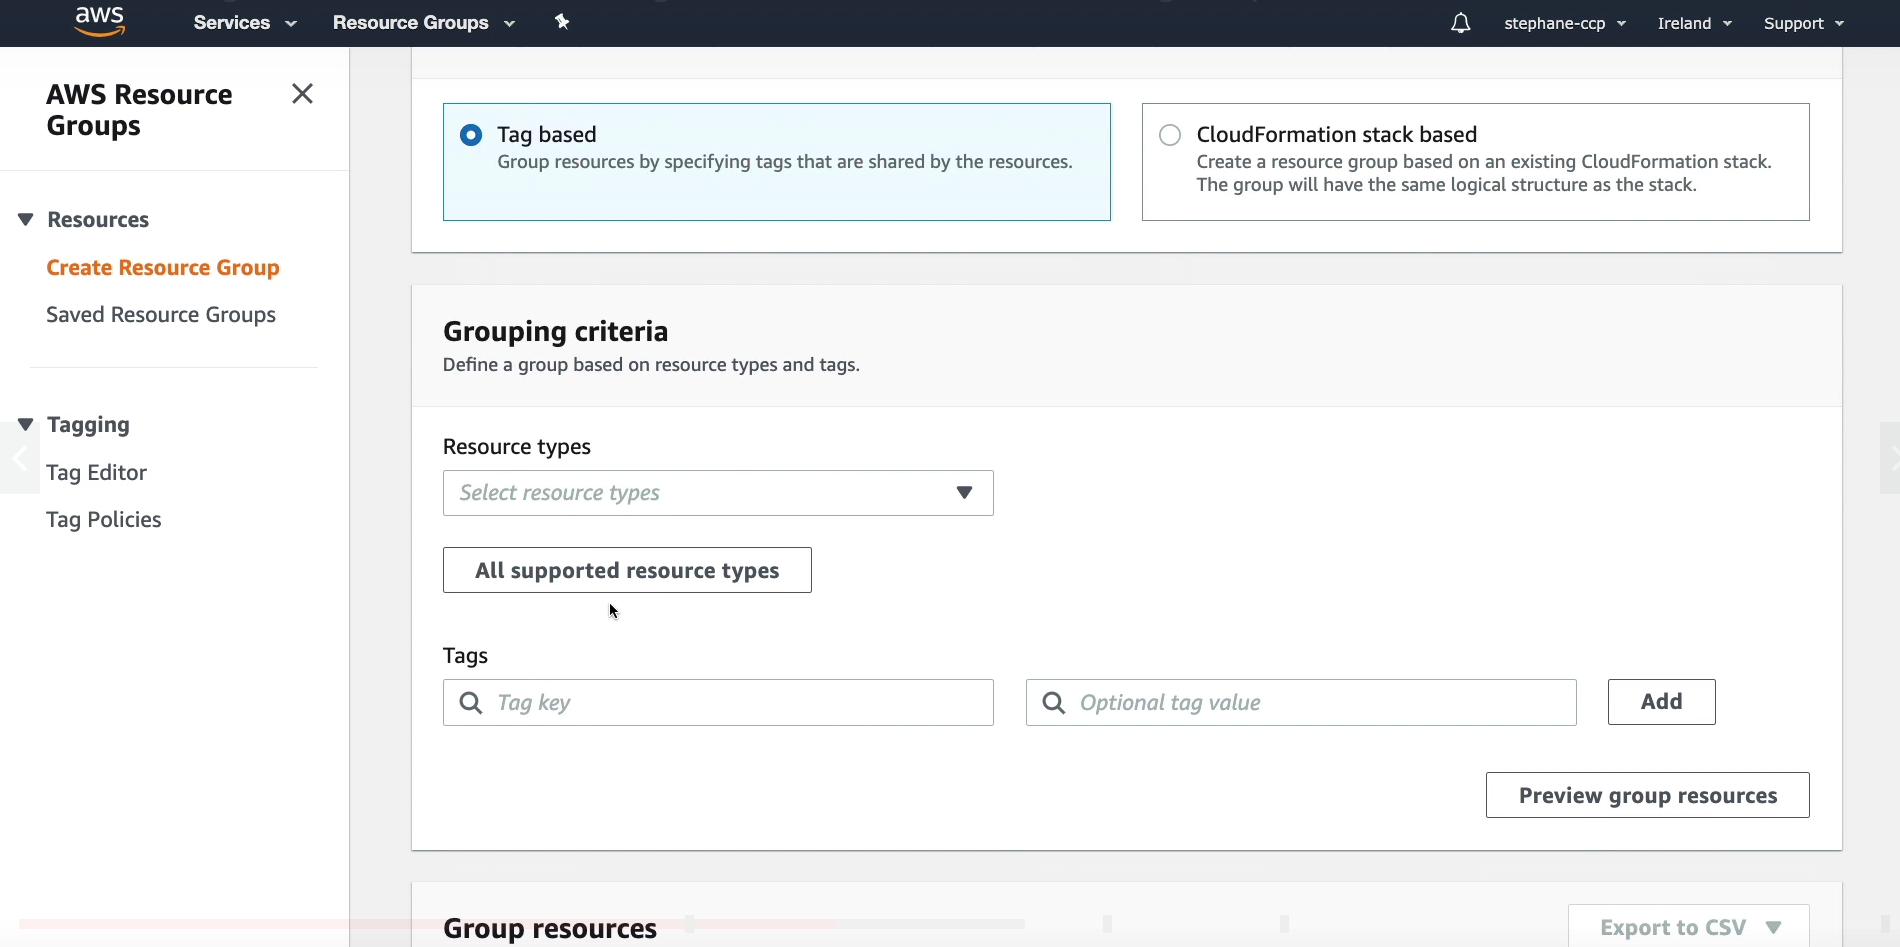 aws
Services
Resource Groups
stephane-ccp
Ireland
Support
AWS Resource
Groups
Resources
Create Resource Group
Saved Resource Groups
Tagging
Tag Editor
Tag Policies
Tag based
Group resources by specifying tags that are shared by the resources.
CloudFormation stack based
Create a resource group based on an existing CloudFormation stack.
The group will have the same logical structure as the stack.
Grouping criteria
Define a group based on resource types and tags.
Resource types
Select resource types
All supported resource types
Tags
Tag key
Optional tag value
Add
Preview group resources
Group resources
Export to CSV